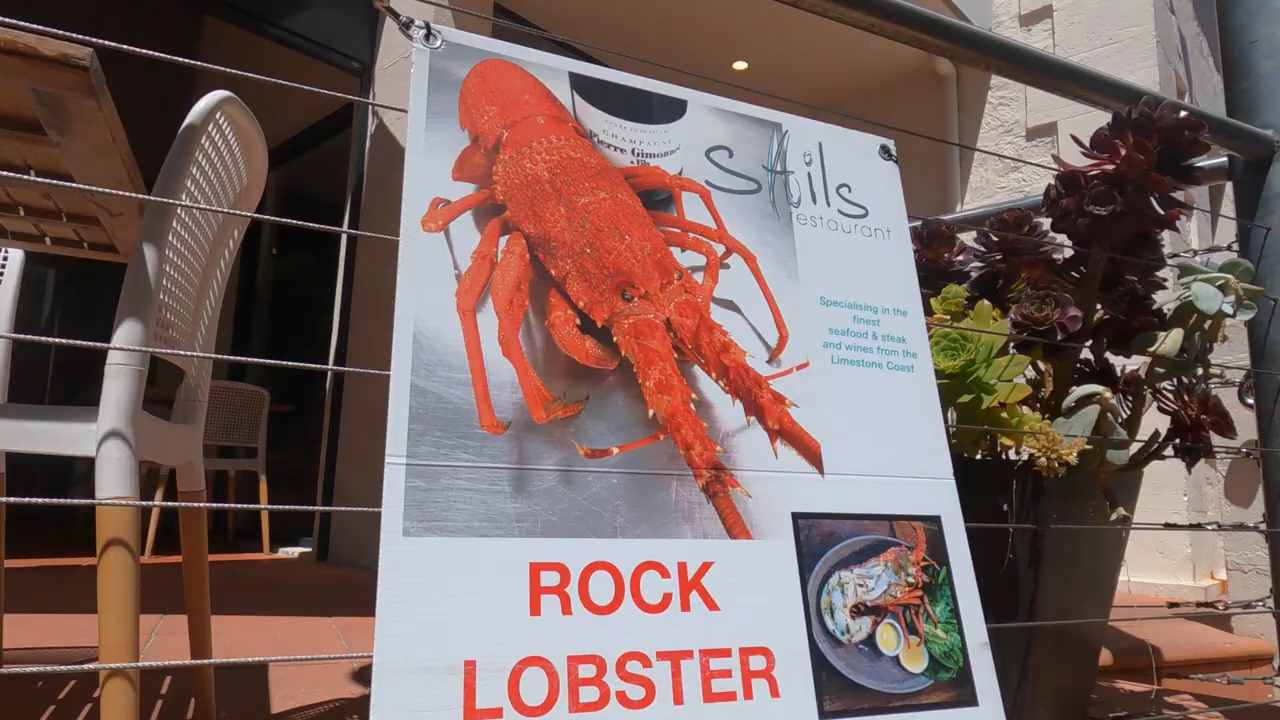 CHAMPAGNE
Pierre Gimonnet
& Fils
SAils
restaurant
Specialising in the
finest
seafood & steak
and wines from the
Limestone Coast
ROCK
LOBSTER